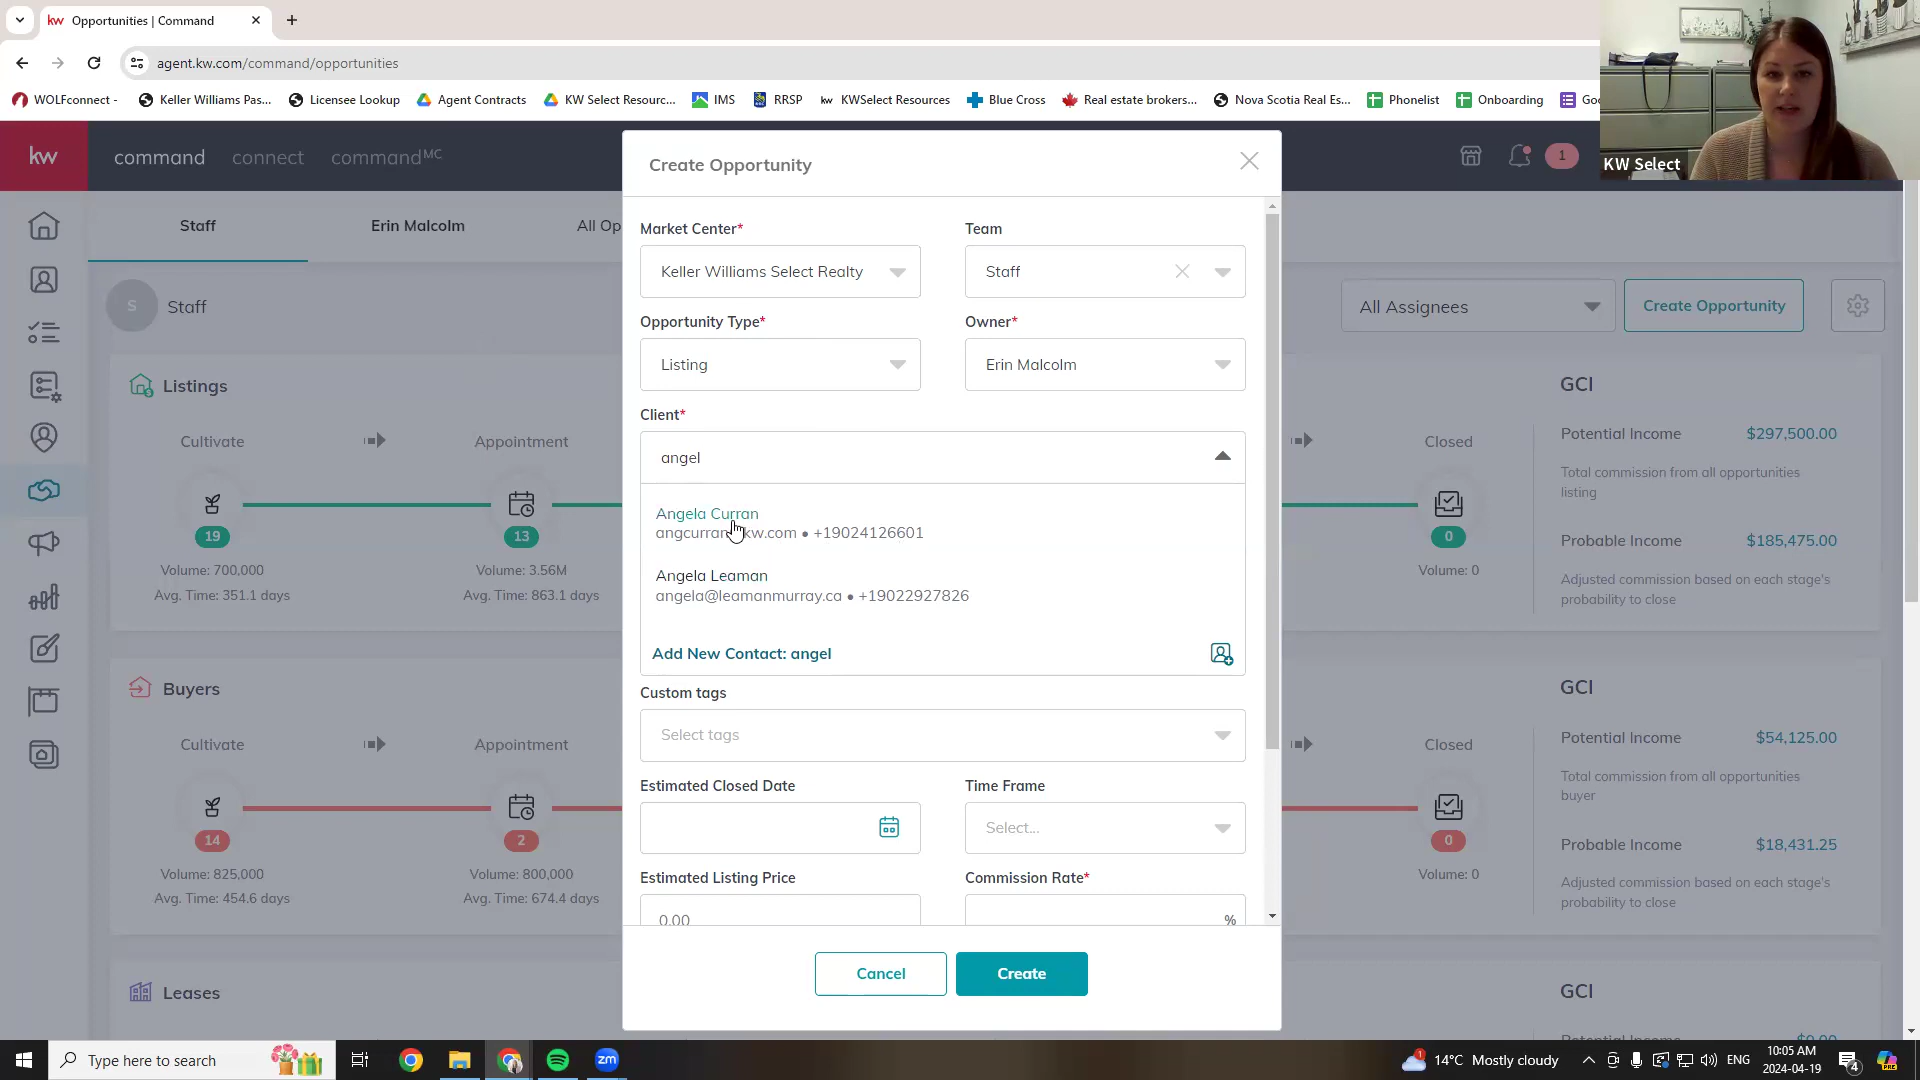 Opportunities | Command
agent.kw.com/command/opportunities
WOLFconnect -
Keller Williams Pas...
Licensee Lookup
Agent Contracts
KW Select Resourc...
IMS
RRSP
KWSelect Resources
Blue Cross
Real estate brokers...
Nova Scotia Real Es...
Phonelist
Onboarding
KW Select
kw
command
connect
commandMC
1
Create Opportunity
Staff
Erin Malcolm
All Op
Market Center*
Team
Keller Williams Select Realty
Staff
S
Staff
All Assignees
Create Opportunity
Opportunity Type*
Owner*
Listing
Erin Malcolm
Listings
GCI
Client*
Cultivate
Appointment
Closed
Potential Income
$297,500.00
angel
Total commission from all opportunities
listing
Angela Curran
kw.com • +19024126601
19
13
0
Probable Income
$185,475.00
Volume: 700,000
Volume: 3.56M
Volume: 0
Angela Leaman
angela@leamanmurray.ca • +19022927826
Avg. Time: 351.1 days
Avg. Time: 863.1 days
Adjusted commission based on each stage's
probability to close
Add New Contact: angel
Buyers
Custom tags
GCI
Select tags
Cultivate
Appointment
Closed
Potential Income
$54,125.00
Total commission from all opportunities
buyer
Estimated Closed Date
Time Frame
Select...
14
2
0
Probable Income
$18,431.25
Volume: 825,000
Volume: 800,000
Volume: 0
Avg. Time: 454.6 days
Avg. Time: 674.4 days
Adjusted commission based on each stage's
probability to close
Estimated Listing Price
Commission Rate*
0.00
%
Cancel
Create
Leases
GCI
Type here to search
zm
1
14°C Mostly cloudy
ENG
10:05 AM
2024-04-19
4